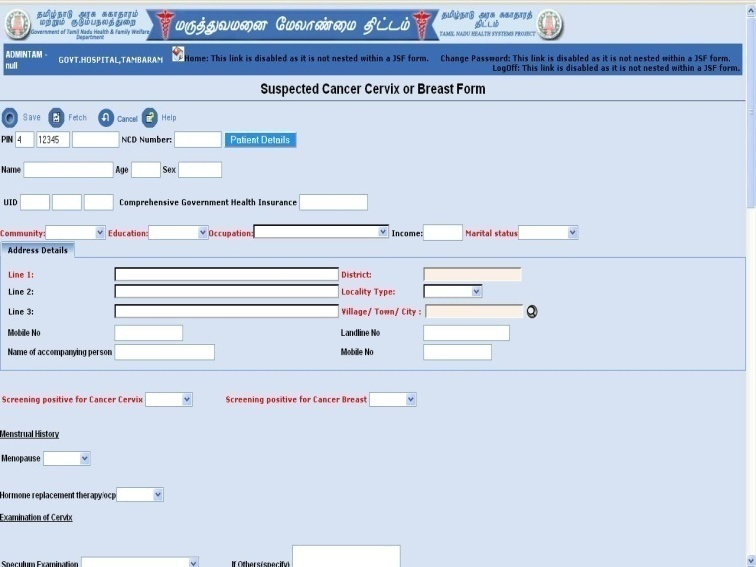 தமிழ்நாடு அரசு சுகாதாரம்
மற்றும் குடும்பநலத்துறை
Government of Tamil Nadu Health & Family Welfare
Department
மருத்துவமனை மேலாண்மை திட்டம்
தமிழ்நாடு அரசு சுகாதாரத்
திட்டம்
TAMIL NADU HEALTH SYSTEMS PROJECT
ADMINTAM -
null
GOVT.HOSPITAL,TAMBARAM
Home: This link is disabled as it is not nested within a JSF form. Change Password: This link is disabled as it is not nested within a JSF form.
LogOff: This link is disabled as it is not nested within a JSF form.
Suspected Cancer Cervix or Breast Form
Save Fetch Cancel Help
PIN 4 12345 NCD Number: Patient Details
Name Age Sex
UID Comprehensive Government Health Insurance
Community: Education: Occupation: Income: Marital status
Address Details
Line 1: District:
Line 2: Locality Type:
Line 3: Village/ Town/ City :
Mobile No Landline No
Name of accompanying person Mobile No
Screening positive for Cancer Cervix Screening positive for Cancer Breast
Menstrual History
Menopause
Hormone replacement therapy/ocp
Examination of Cervix
Speculum Examination If Others(specify)